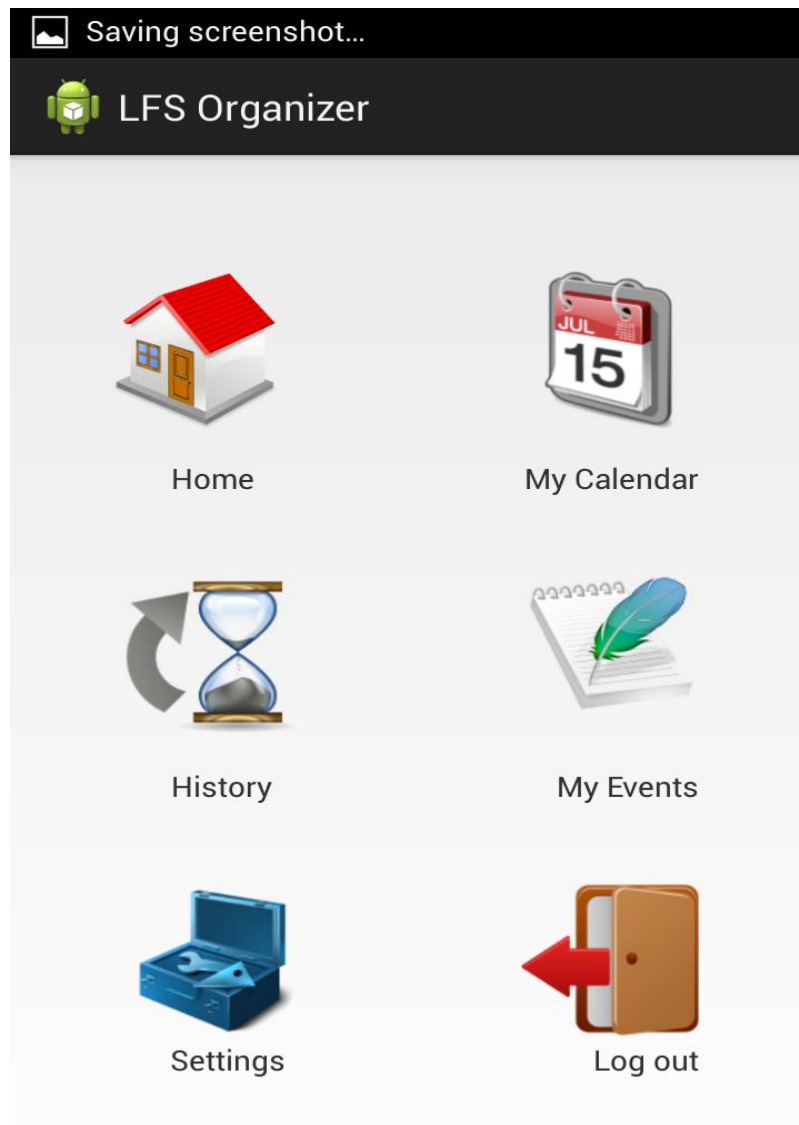 Saving screenshot...
LFS Organizer
JUL
15
Home
My Calendar
History
My Events
Settings
Log out